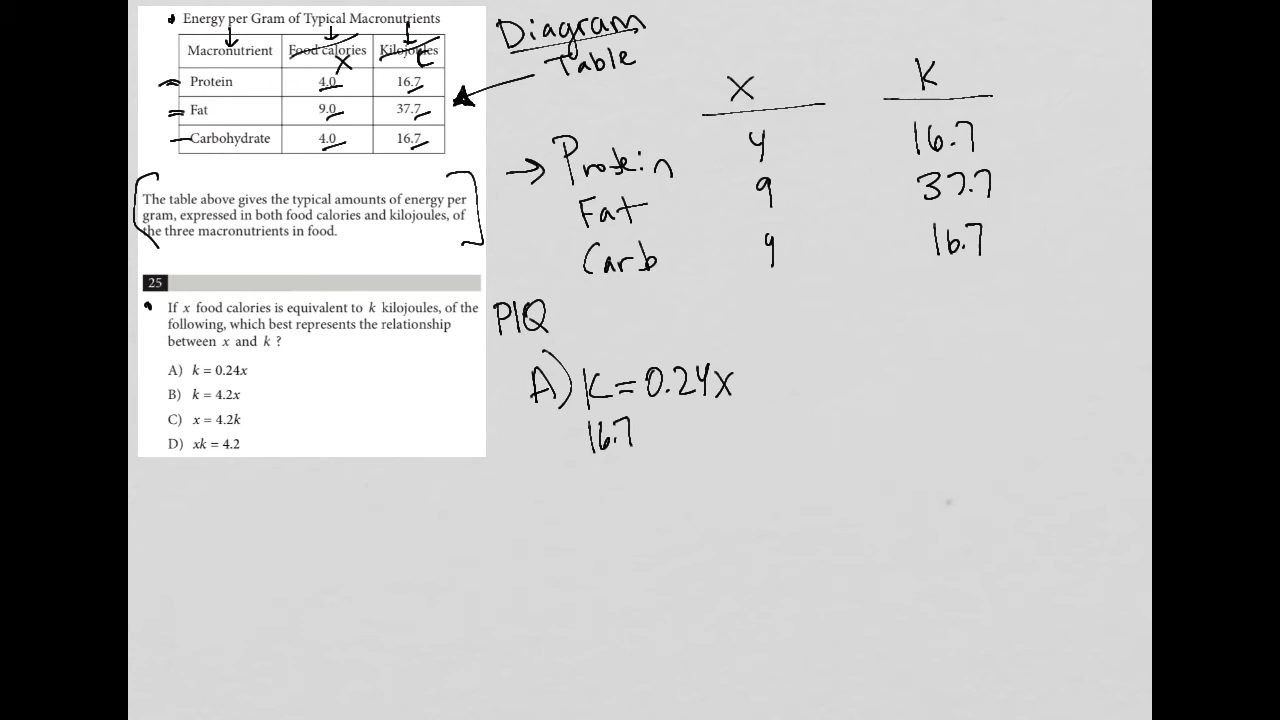 Energy per Gram of Typical Macronutrients
Macronutrient Food calories Kilojoules
x k
Protein 4.0 16.7
Fat 9.0 37.7
Carbohydrate 4.0 16.7
The table above gives the typical amounts of energy per
gram, expressed in both food calories and kilojoules, of
the three macronutrients in food.
25
If x food calories is equivalent to k kilojoules, of the
following, which best represents the relationship
between x and k ?
A) k = 0.24x
B) k = 4.2x
C) x = 4.2k
D) xk = 4.2
Diagram
Table
X K
→ Protein 4 16.7
Fat 9 37.7
Carb 4 16.7
PIQ
A) K = 0.24x
16.7